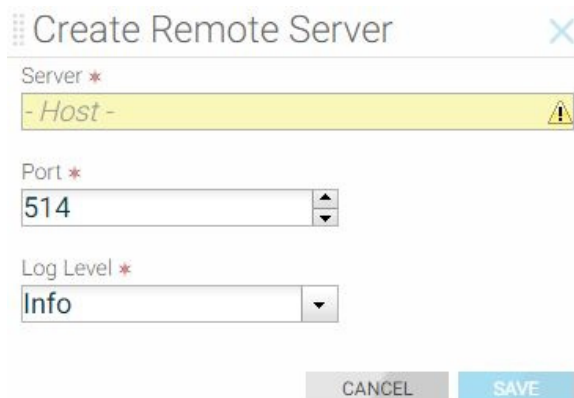 Create Remote Server
Server *
- Host -
Port *
514
Log Level *
Info
CANCEL SAVE